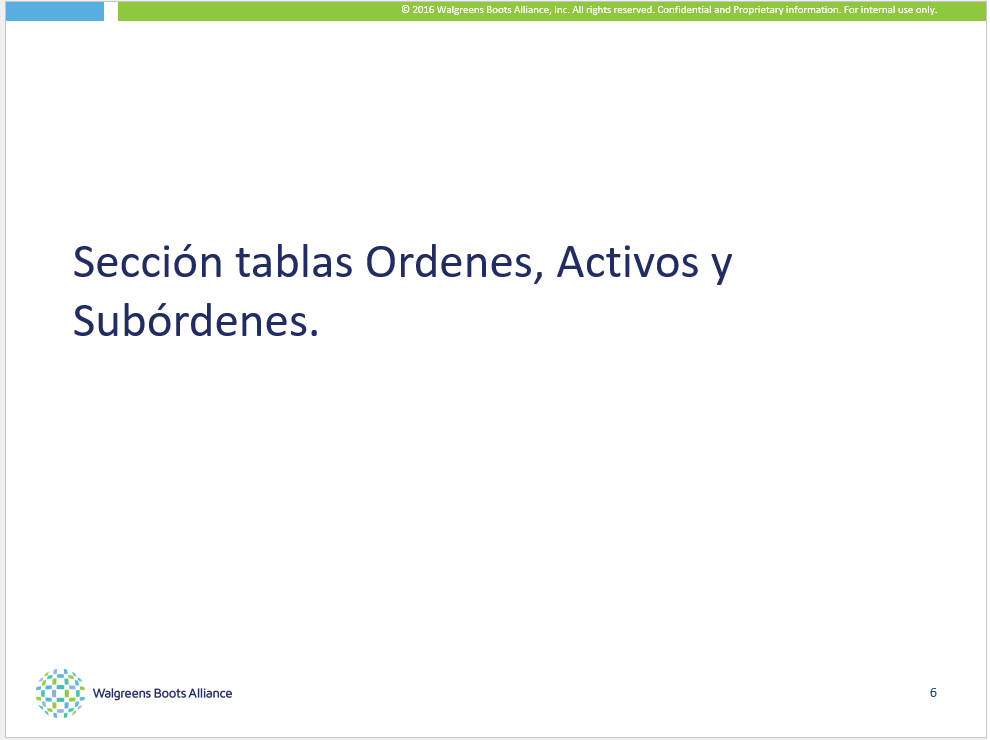 © 2016 Walgreens Boots Alliance, Inc. All rights reserved. Confidential and Proprietary information. For internal use only.
Sección tablas Ordenes, Activos y
Subórdenes.
Walgreens Boots Alliance
6